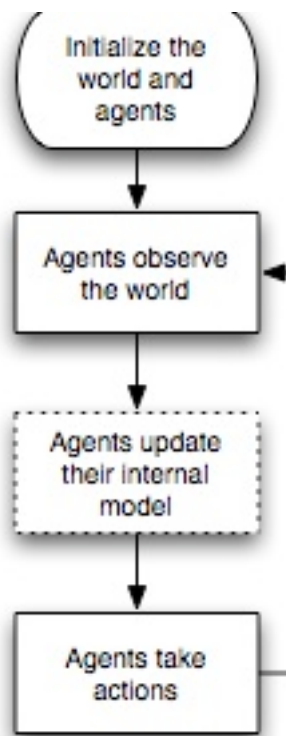 Initialize the
world and
agents
Agents observe
the world
Agents update
their internal
model
Agents take
actions